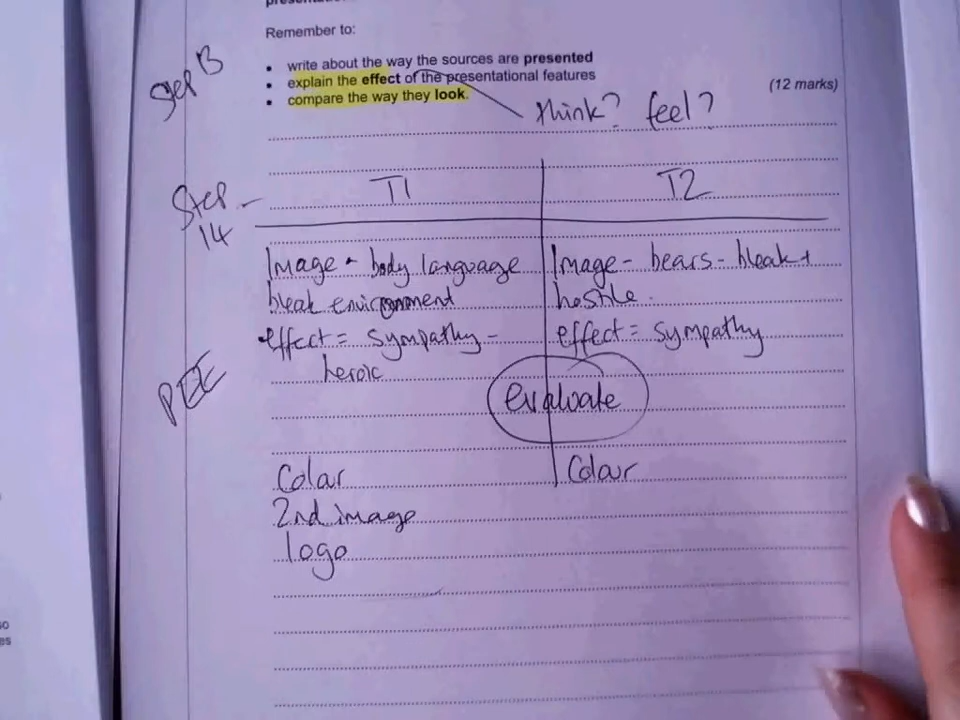 Remember to:
• write about the way the sources are presented
• explain the effect of the presentational features
• compare the way they look.
(12 marks)
Step 13
think? feel?
Step 14
T1 T2
Image - body language
bleak environment
effect = sympathy -
heroic
Image - bears - bleak +
hostile.
effect = sympathy
PEE
evaluate
Colour
2nd image
logo
Colour